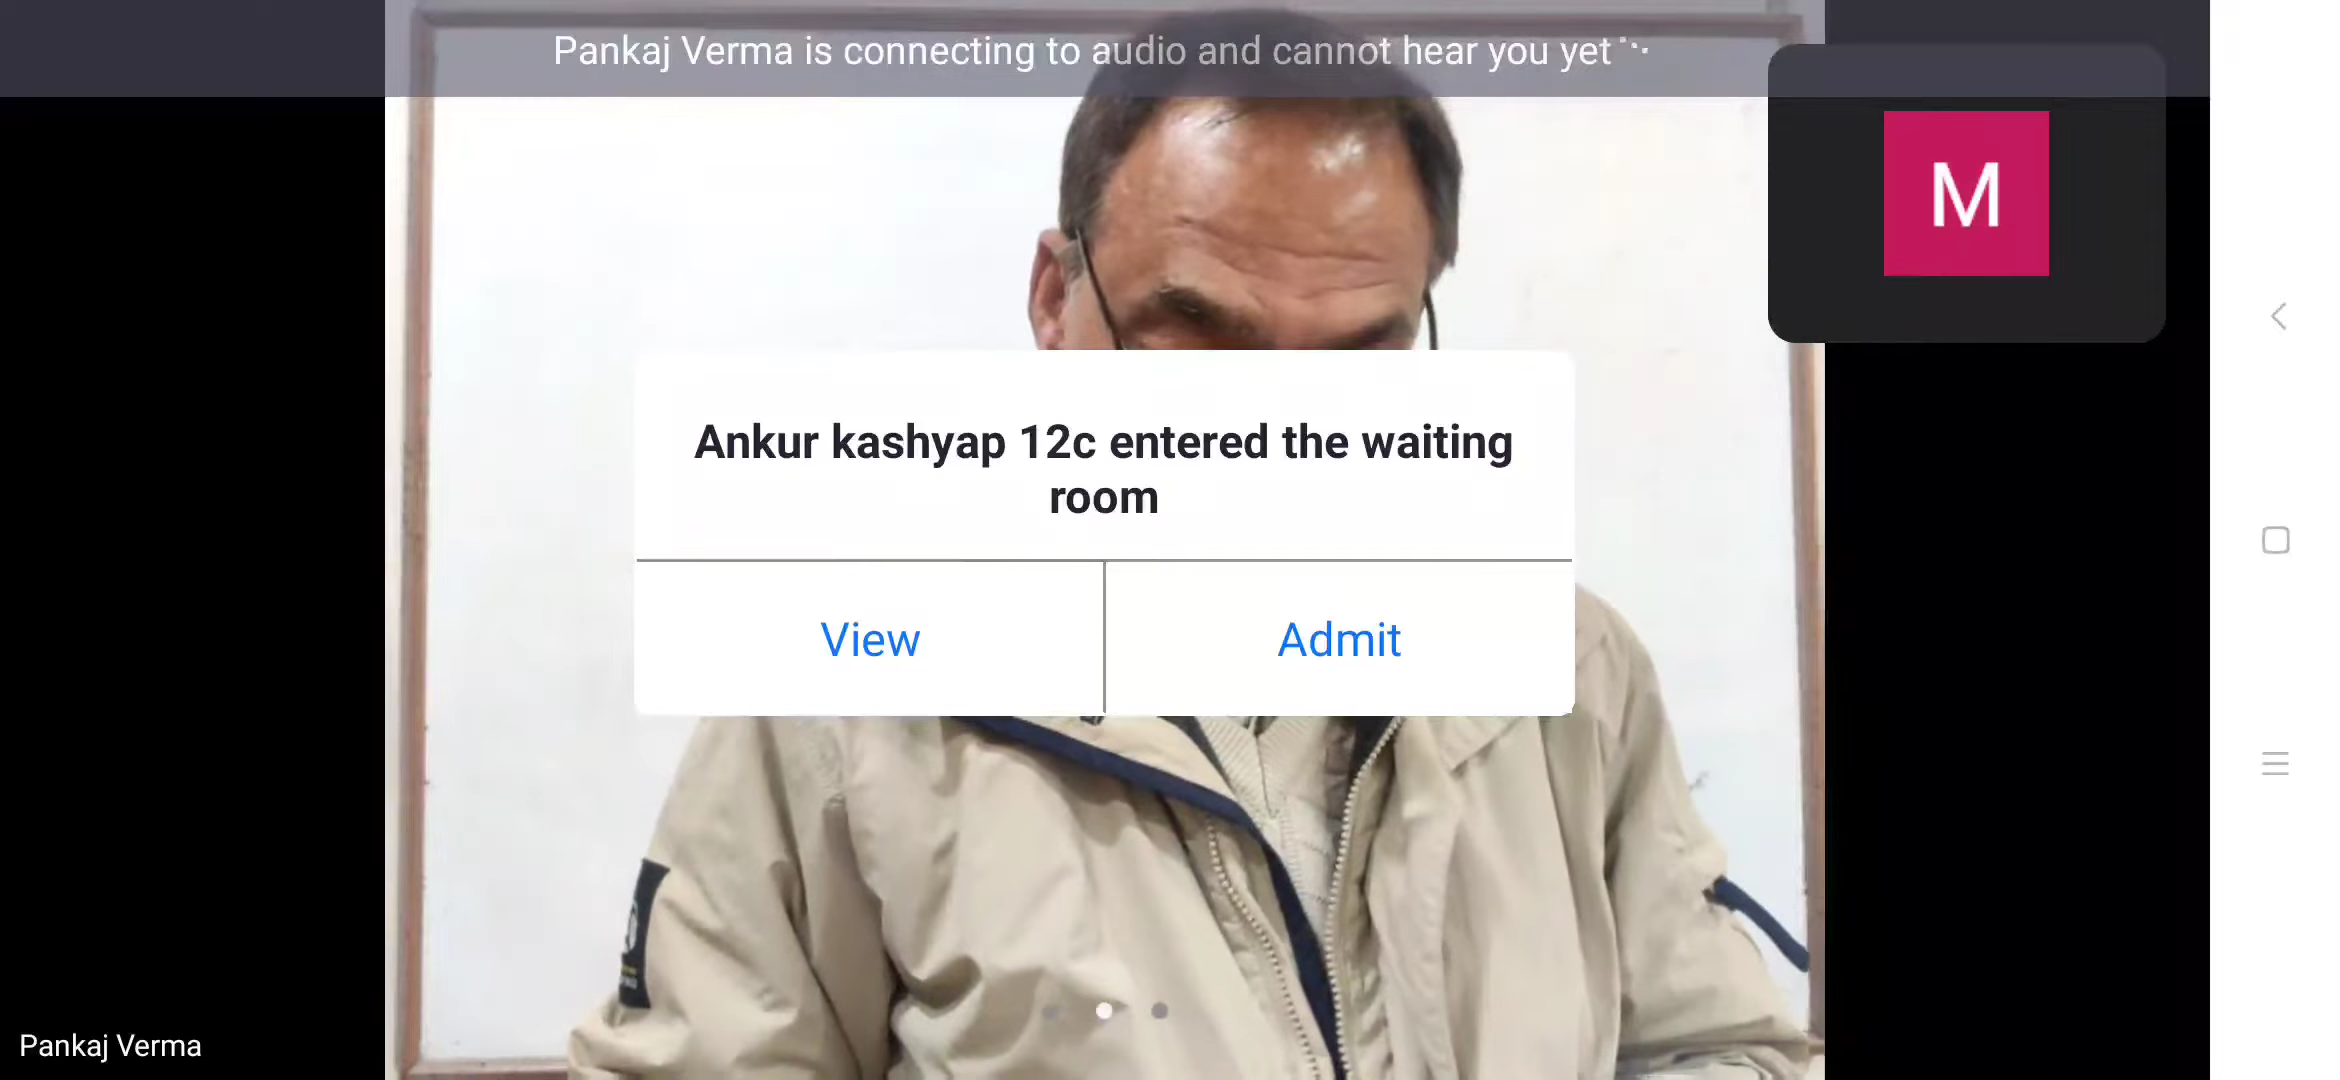 Pankaj Verma is connecting to audio and cannot hear you yet
M
Ankur kashyap 12c entered the waiting
room
View
Admit
Pankaj Verma